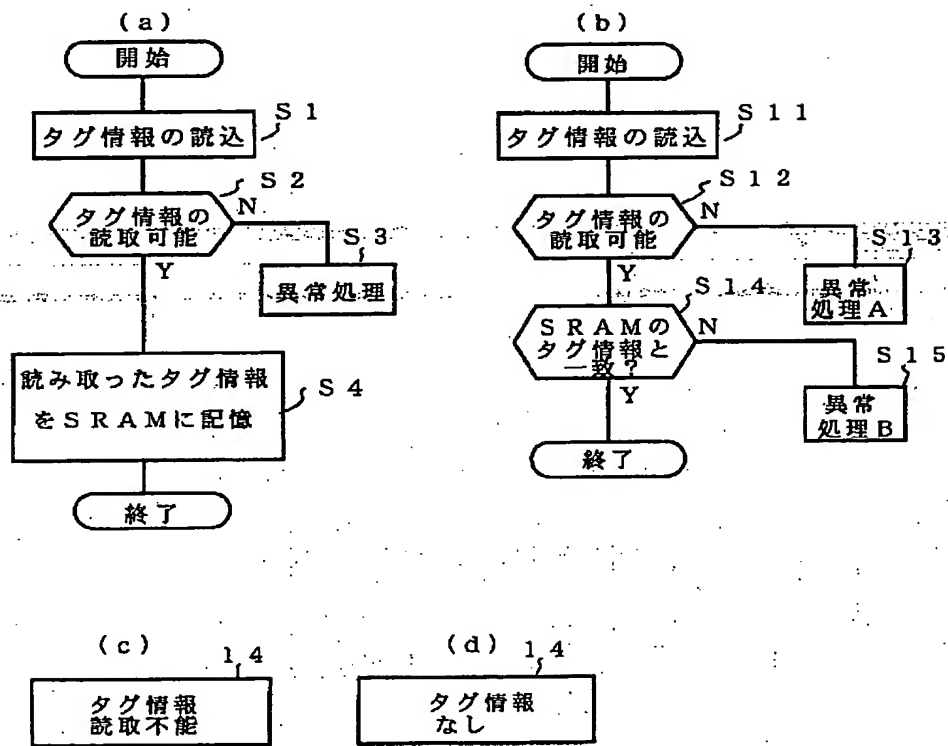 (a)
開始
タグ情報の読込
S1
タグ情報の
読取可能
S2
N
Y
異常処理
S3
読み取ったタグ情報
をSRAMに記憶
S4
終了
(b)
開始
タグ情報の読込
S11
タグ情報の
読取可能
S12
N
Y
異常
処理A
S13
SRAMの
タグ情報と
一致?
S14
N
Y
異常
処理B
S15
終了
(c)
14
タグ情報
読取不能
(d)
14
タグ情報
なし